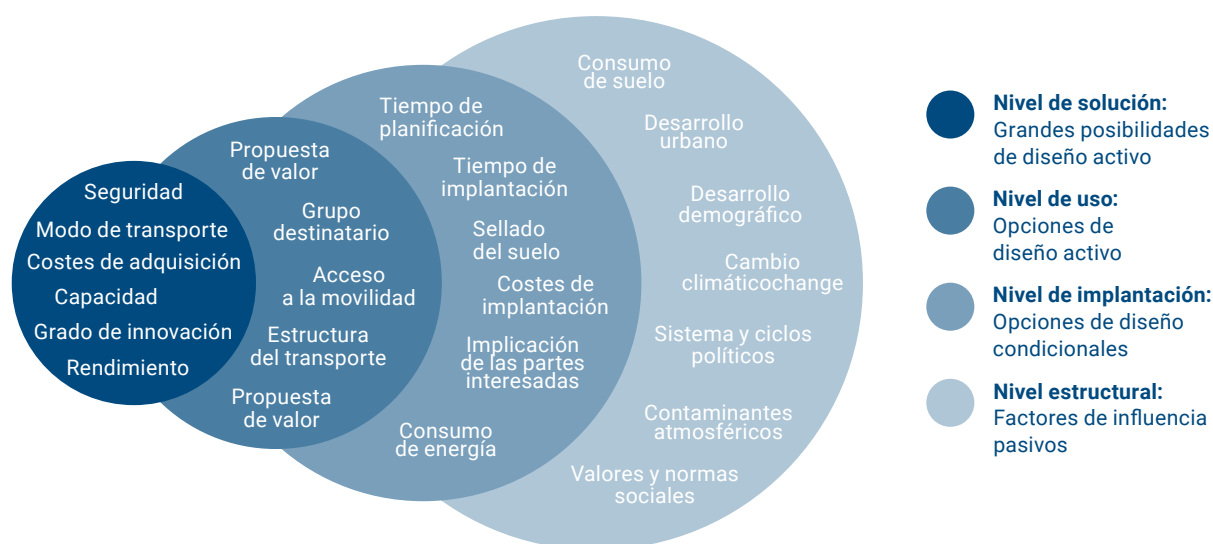 Seguridad
Modo de transporte
Costes de adquisición
Capacidad
Grado de innovación
Rendimiento
Propuesta
de valor
Grupo
destinatario
Acceso
a la movilidad
Estructura
del transporte
Propuesta
de valor
Tiempo de
planificación
Tiempo de
implantación
Sellado
del suelo
Costes de
implantación
Implicación
de las partes
interesadas
Consumo
de energía
Consumo
de suelo
Desarrollo
urbano
Desarrollo
demográfico
Cambio
climáticochange
Sistema y ciclos
políticos
Contaminantes
atmosféricos
Valores y normas
sociales
Nivel de solución:
Grandes posibilidades
de diseño activo
Nivel de uso:
Opciones de
diseño activo
Nivel de implantación:
Opciones de diseño
condicionales
Nivel estructural:
Factores de influencia
pasivos